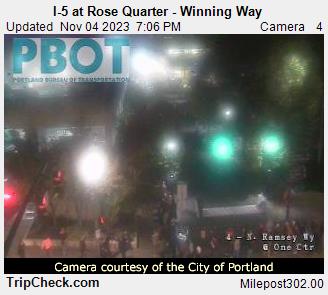 I-5 at Rose Quarter - Winning Way
Updated Nov 04 2023 7:06 PM Camera 4
PBOT
PORTLAND BUREAU OF TRANSPORTATION
4 - N. Ramsey Wy
@ One Ctr
Camera courtesy of the City of Portland
TripCheck.com Milepost302.00